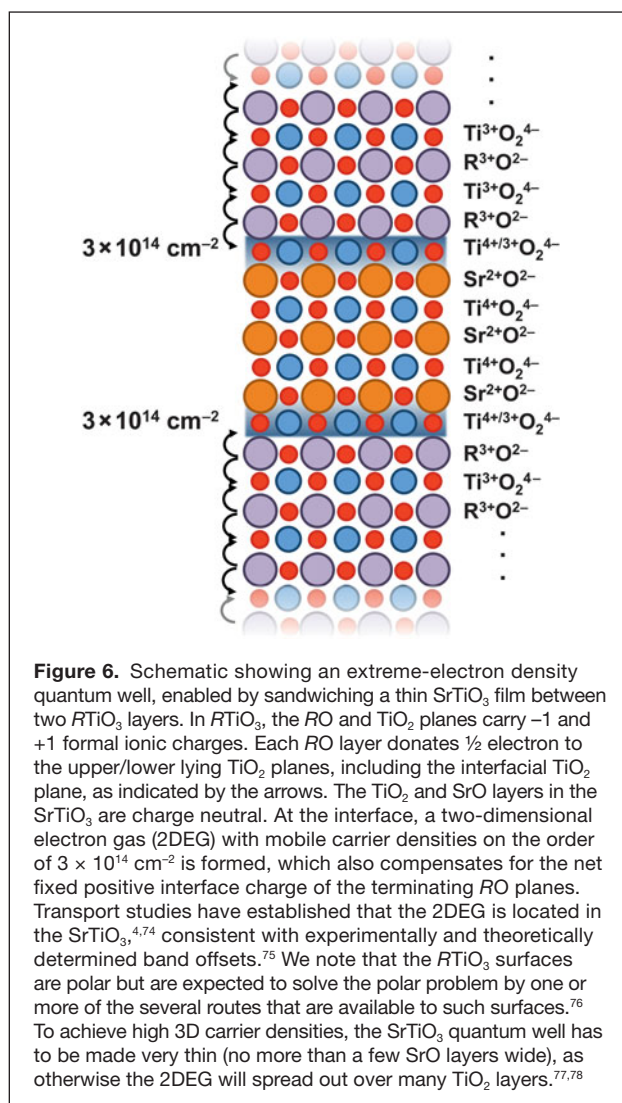 .
.
.
Ti³⁺O₂⁴⁻
R³⁺O²⁻
Ti³⁺O₂⁴⁻
R³⁺O²⁻
3 × 10¹⁴ cm⁻² Ti⁴⁺/³⁺O₂⁴⁻
Sr²⁺O²⁻
Ti⁴⁺O₂⁴⁻
Sr²⁺O²⁻
Ti⁴⁺O₂⁴⁻
Sr²⁺O²⁻
3 × 10¹⁴ cm⁻² Ti⁴⁺/³⁺O₂⁴⁻
R³⁺O²⁻
Ti³⁺O₂⁴⁻
R³⁺O²⁻
.
.
.
Figure 6. Schematic showing an extreme-electron density
quantum well, enabled by sandwiching a thin SrTiO₃ film between
two RTiO₃ layers. In RTiO₃, the RO and TiO₂ planes carry –1 and
+1 formal ionic charges. Each RO layer donates ½ electron to
the upper/lower lying TiO₂ planes, including the interfacial TiO₂
plane, as indicated by the arrows. The TiO₂ and SrO layers in the
SrTiO₃ are charge neutral. At the interface, a two-dimensional
electron gas (2DEG) with mobile carrier densities on the order
of 3 × 10¹⁴ cm⁻² is formed, which also compensates for the net
fixed positive interface charge of the terminating RO planes.
Transport studies have established that the 2DEG is located in
the SrTiO₃,⁴,⁷⁴ consistent with experimentally and theoretically
determined band offsets.⁷⁵ We note that the RTiO₃ surfaces
are polar but are expected to solve the polar problem by one or
more of the several routes that are available to such surfaces.⁷⁶
To achieve high 3D carrier densities, the SrTiO₃ quantum well has
to be made very thin (no more than a few SrO layers wide), as
otherwise the 2DEG will spread out over many TiO₂ layers.⁷⁷,⁷⁸